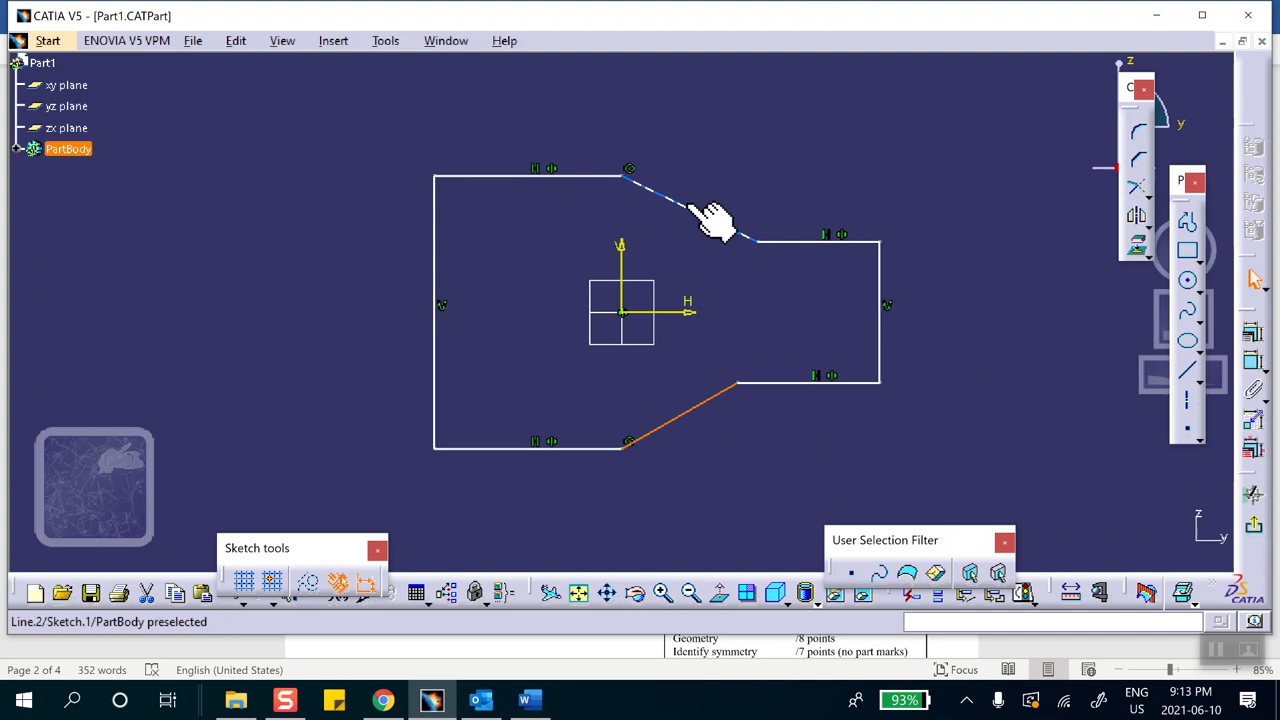 CATIA V5 - [Part1.CATPart]
Start ENOVIA V5 VPM File Edit View Insert Tools Window Help
Part1
xy plane
yz plane
zx plane
PartBody
z
y
C
P
H V
H
H
V
V
H
H
Sketch tools
User Selection Filter
z
y
CATIA
Line.2/Sketch.1/PartBody preselected
Geometry /8 points
Identify symmetry /7 points (no part marks)
Page 2 of 4 352 words English (United States) Focus 85%
93% ENG US 9:13 PM 2021-06-10